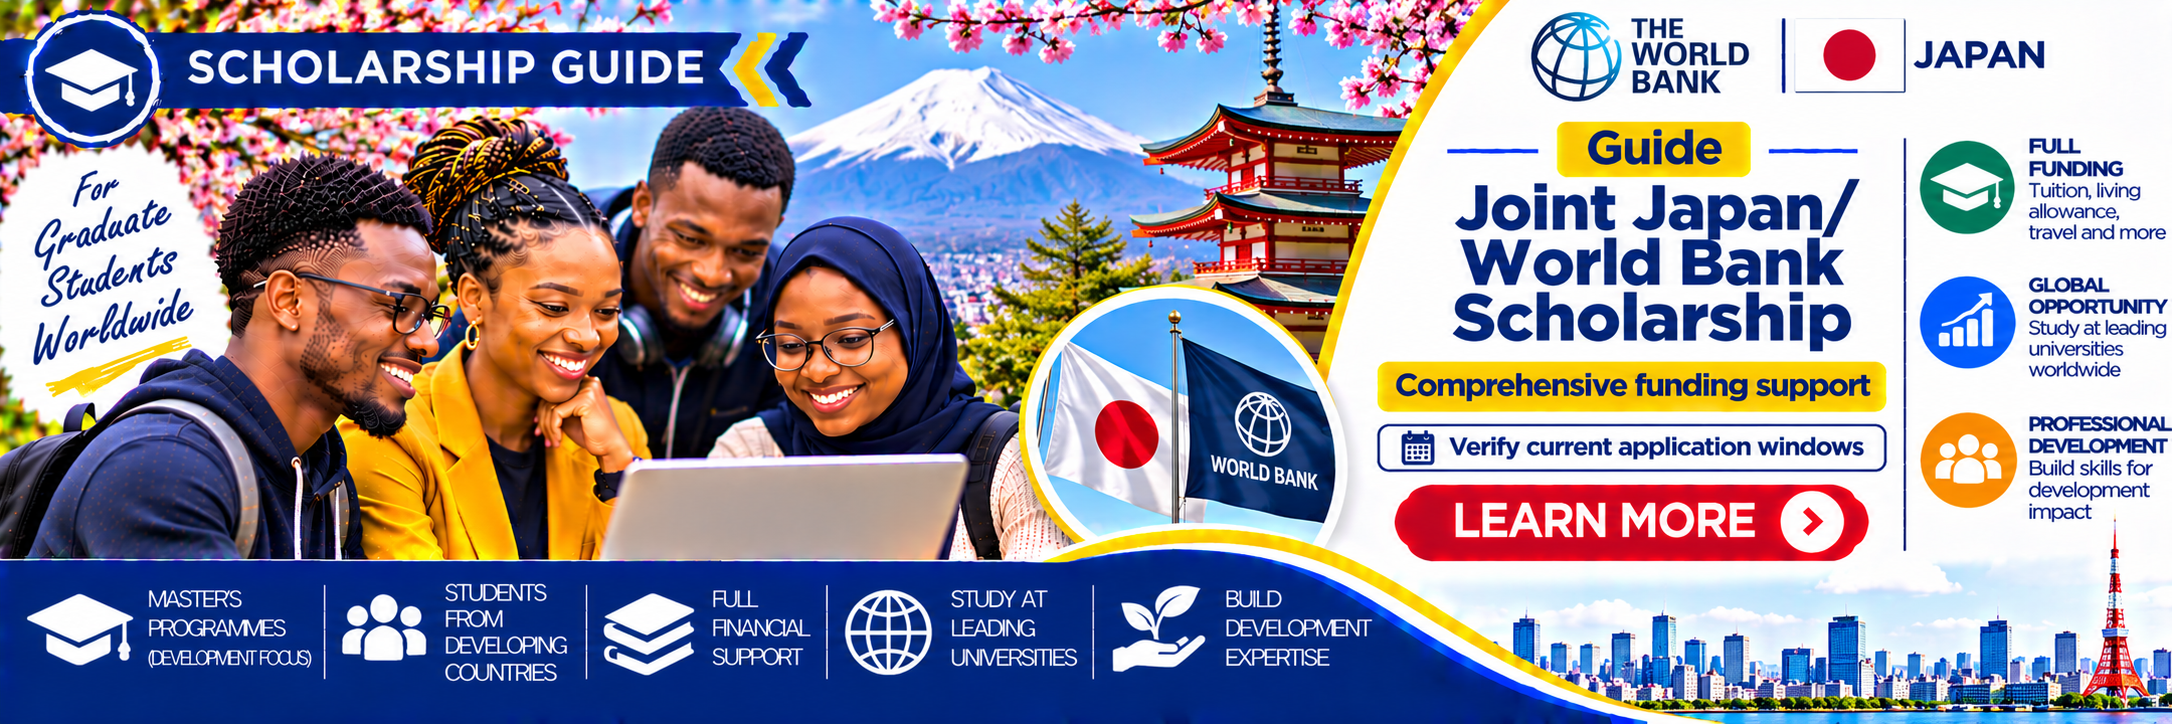 SCHOLARSHIP GUIDE
For
Graduate
Students
Worldwide
THE
WORLD
BANK
JAPAN
Guide
Joint Japan/
World Bank
Scholarship
Comprehensive funding support
Verify current application windows
LEARN MORE
WORLD BANK
FULL
FUNDING
Tuition, living
allowance,
travel and more
GLOBAL
OPPORTUNITY
Study at leading
universities
worldwide
PROFESSIONAL
DEVELOPMENT
Build skills for
development
impact
MASTER'S
PROGRAMMES
(DEVELOPMENT FOCUS)
STUDENTS
FROM
DEVELOPING
COUNTRIES
FULL
FINANCIAL
SUPPORT
STUDY AT
LEADING
UNIVERSITIES
BUILD
DEVELOPMENT
EXPERTISE